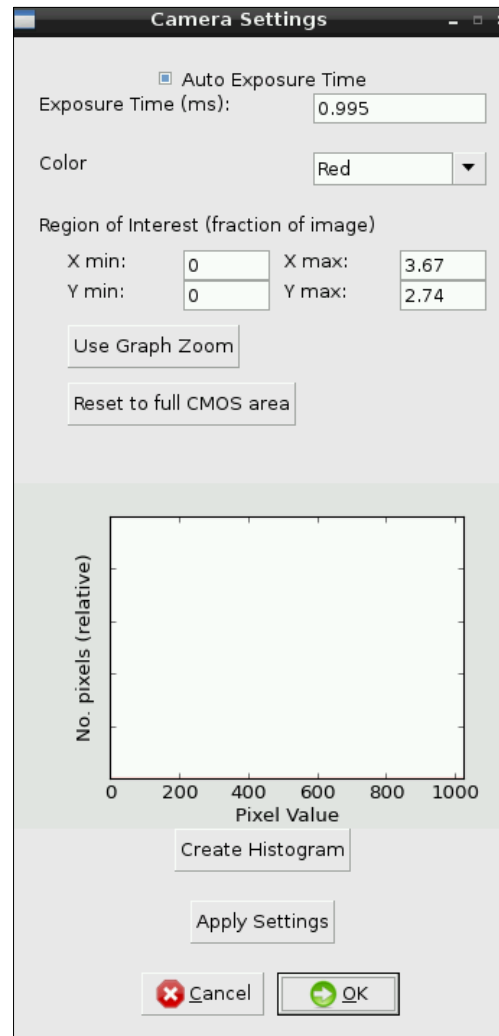 Camera Settings
Auto Exposure Time
Exposure Time (ms):
0.995
Color
Red
Region of Interest (fraction of image)
X min:
0
X max:
3.67
Y min:
0
Y max:
2.74
Use Graph Zoom
Reset to full CMOS area
No. pixels (relative)
0 200 400 600 800 1000
Pixel Value
Create Histogram
Apply Settings
Cancel
OK